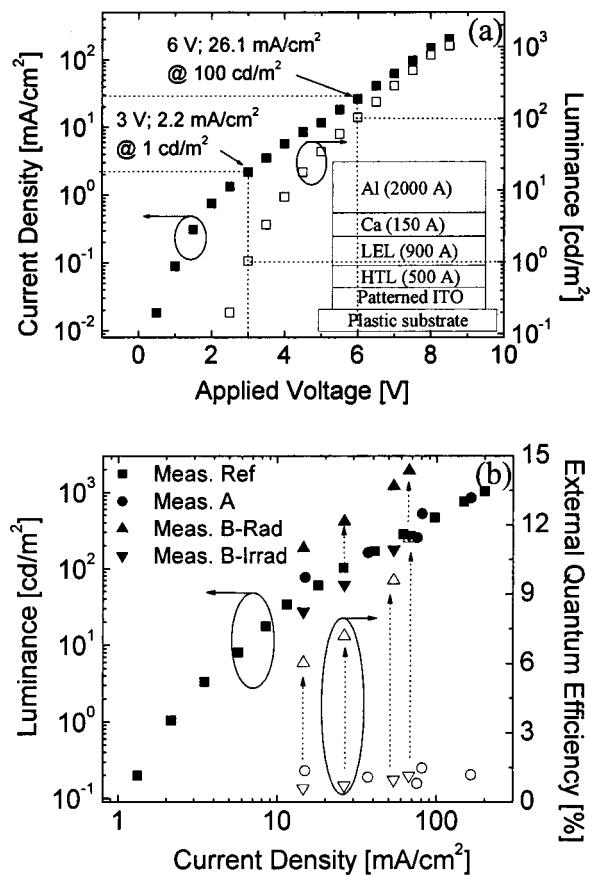 (a)
6 V; 26.1 mA/cm²
@ 100 cd/m²
3 V; 2.2 mA/cm²
@ 1 cd/m²
Al (2000 A)
Ca (150 A)
LEL (900 A)
HTL (500 A)
Patterned ITO
Plastic substrate
Current Density [mA/cm²]
10²
10¹
10⁰
10⁻¹
10⁻²
Luminance [cd/m²]
10³
10²
10¹
10⁰
10⁻¹
0 2 4 6 8 10
Applied Voltage [V]
(b)
Meas. Ref
Meas. A
Meas. B-Rad
Meas. B-Irrad
Luminance [cd/m²]
10³
10²
10¹
10⁰
10⁻¹
External Quantum Efficiency [%]
15
12
9
6
3
0
1 10 100
Current Density [mA/cm²]